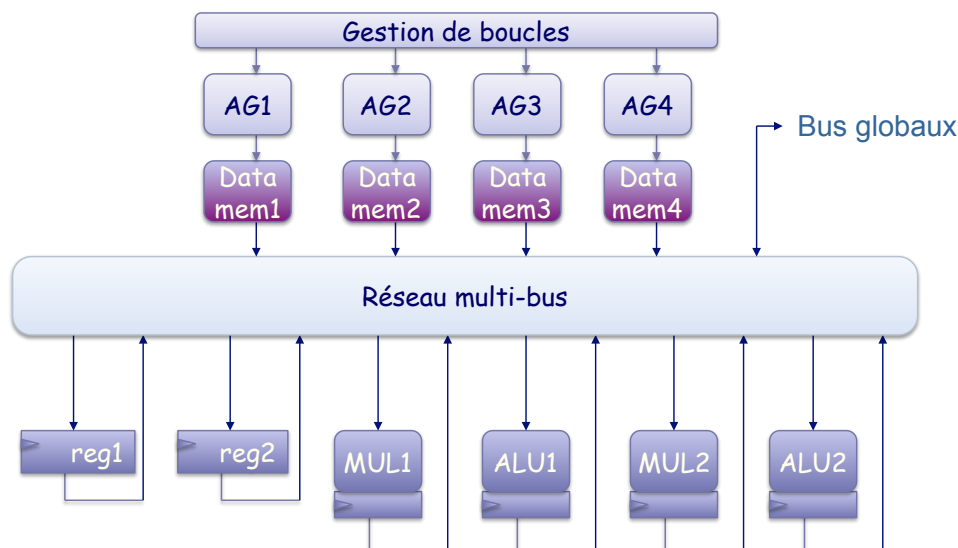 Gestion de boucles
AG1
AG2
AG3
AG4
Bus globaux
Data
mem1
Data
mem2
Data
mem3
Data
mem4
Réseau multi-bus
reg1
reg2
MUL1
ALU1
MUL2
ALU2